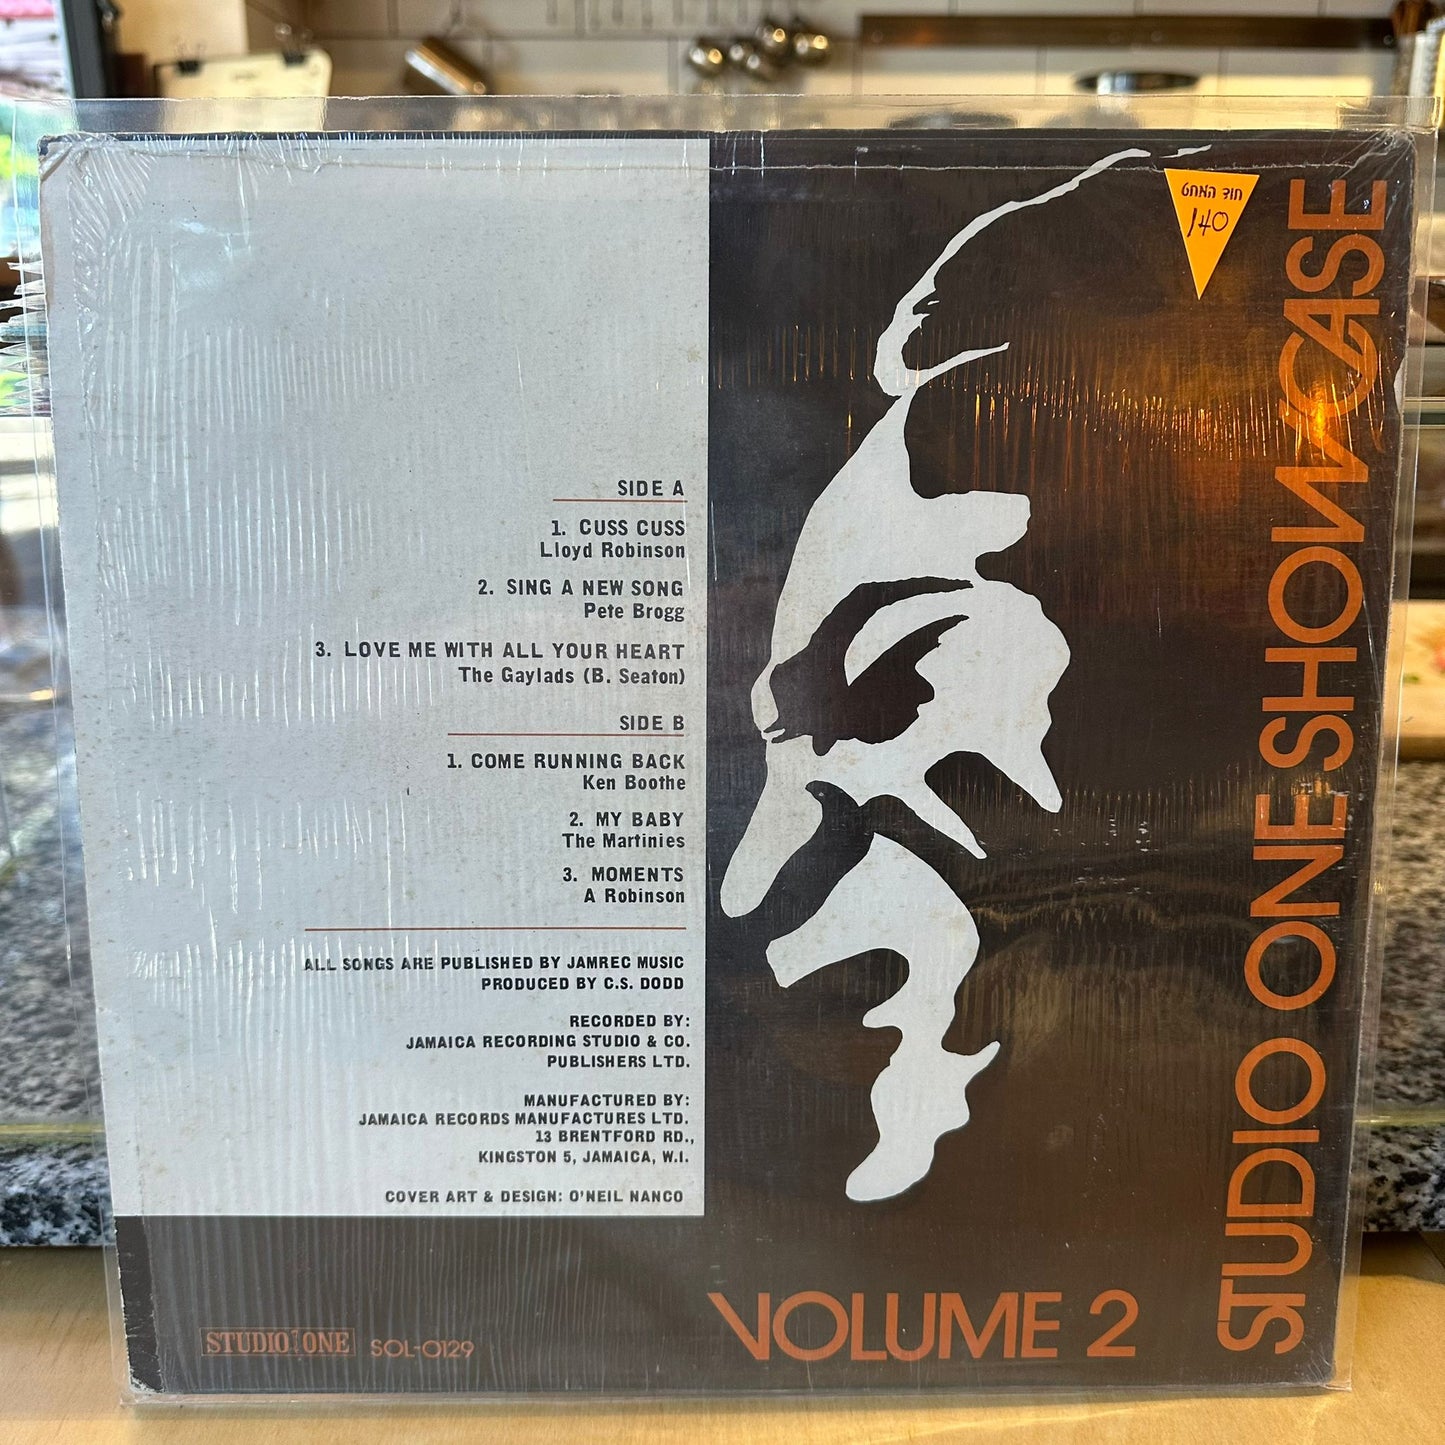 חוד המחט
140
STUDIO ONE SHOWCASE
SIDE A
1. CUSS CUSS
Lloyd Robinson
2. SING A NEW SONG
Pete Brogg
3. LOVE ME WITH ALL YOUR HEART
The Gaylads (B. Seaton)
SIDE B
1. COME RUNNING BACK
Ken Boothe
2. MY BABY
The Martinies
3. MOMENTS
A Robinson
ALL SONGS ARE PUBLISHED BY JAMREC MUSIC
PRODUCED BY C.S. DODD
RECORDED BY:
JAMAICA RECORDING STUDIO & CO.
PUBLISHERS LTD.
MANUFACTURED BY:
JAMAICA RECORDS MANUFACTURES LTD.
13 BRENTFORD RD.,
KINGSTON 5, JAMAICA, W.I.
COVER ART & DESIGN: O'NEIL NANCO
STUDIO ONE SOL-0129
VOLUME 2